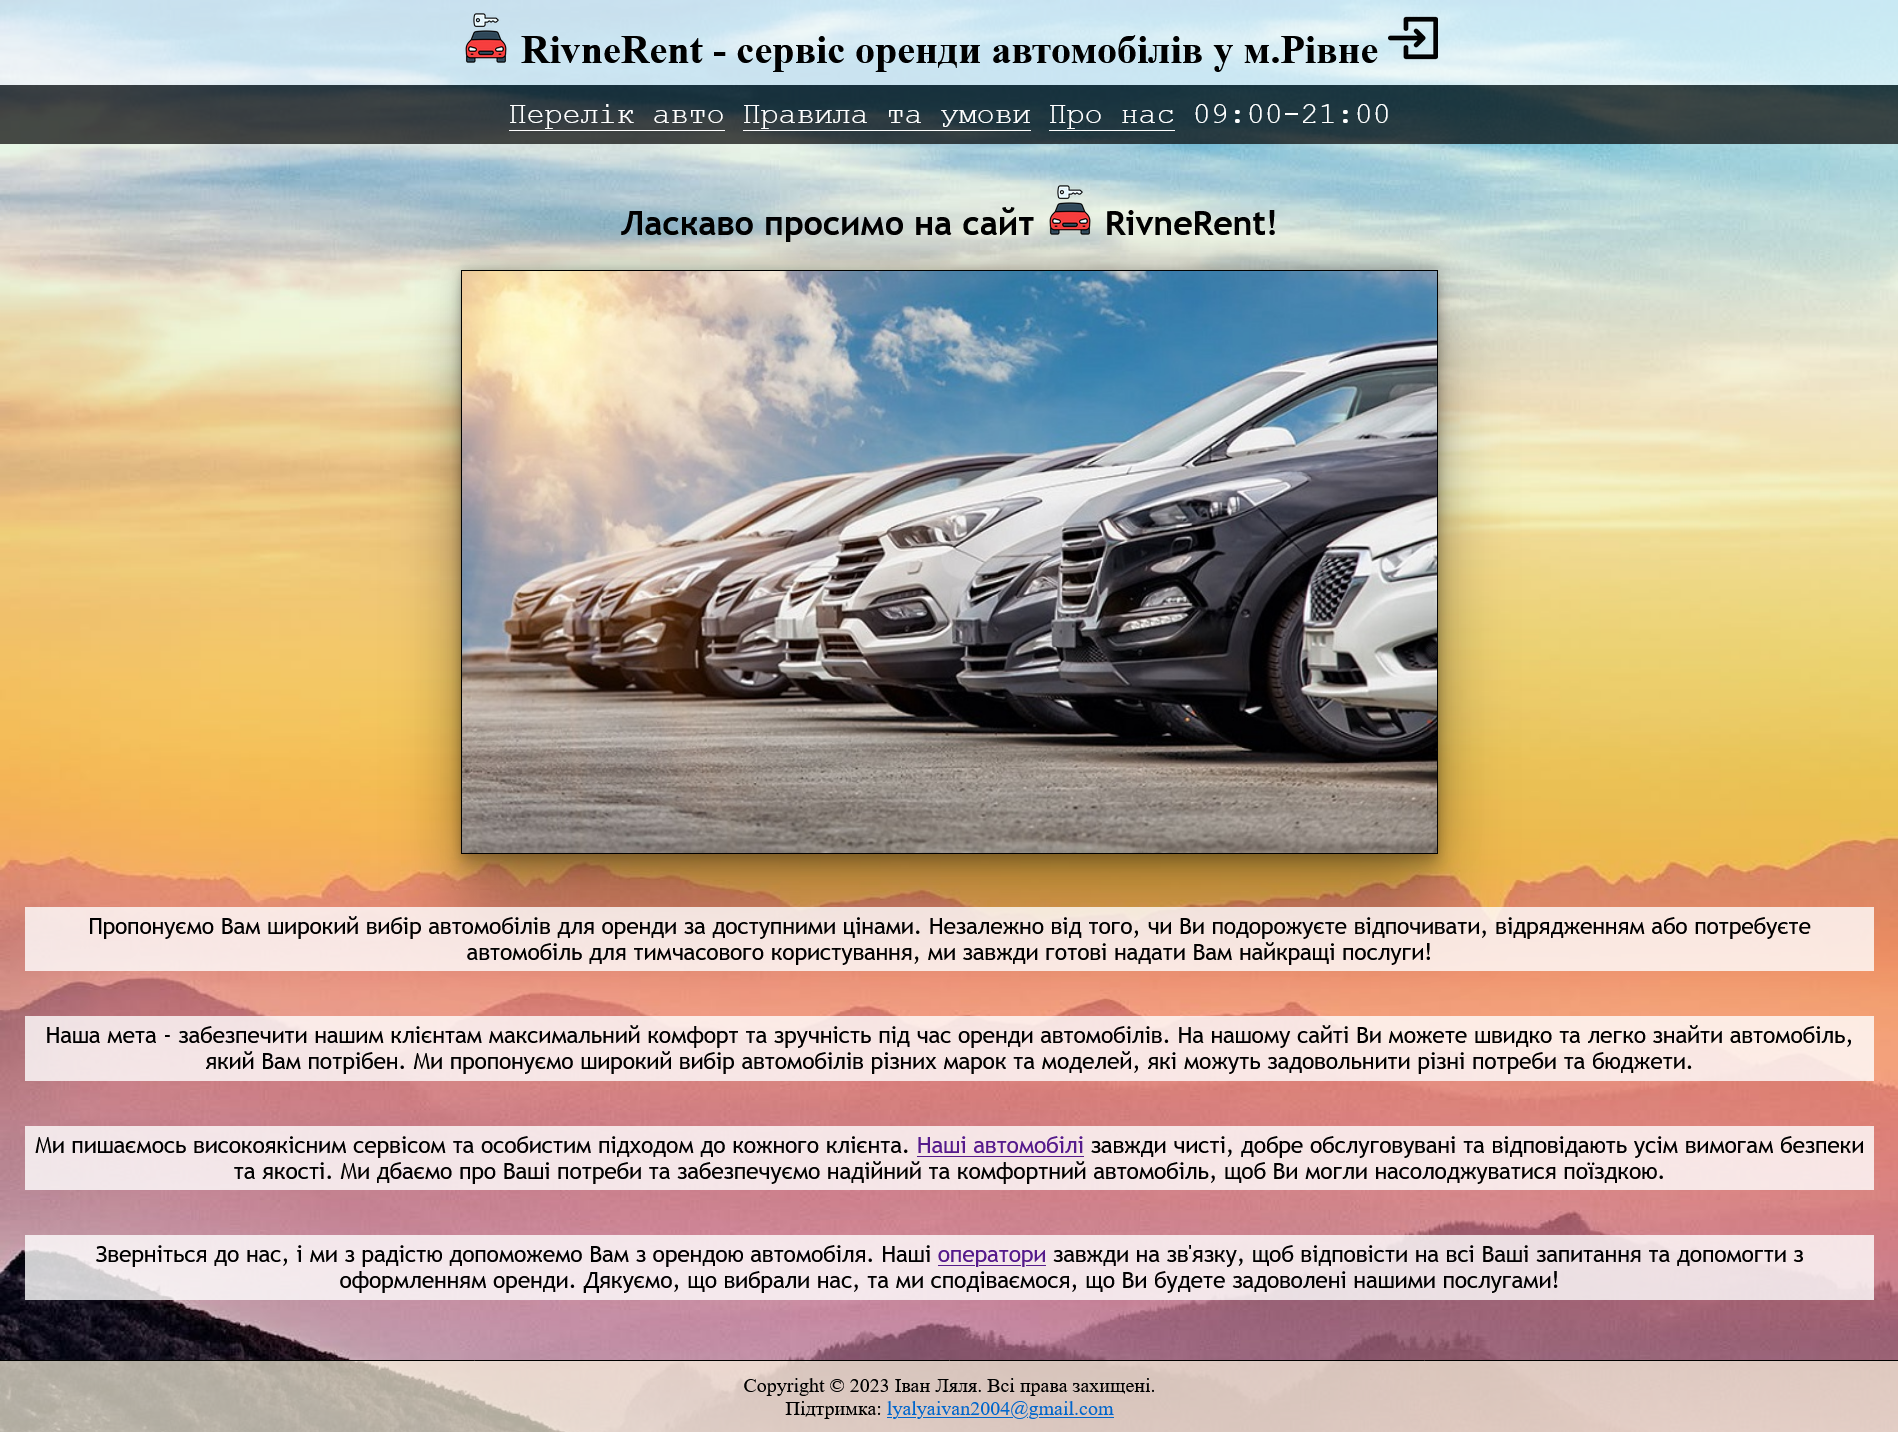 RivneRent - сервіс оренди автомобілів у м.Рівне
Перелік авто Правила та умови Про нас 09:00-21:00
Ласкаво просимо на сайт RivneRent!
Пропонуємо Вам широкий вибір автомобілів для оренди за доступними цінами. Незалежно від того, чи Ви подорожуєте відпочивати, відрядженням або потребуєте
автомобіль для тимчасового користування, ми завжди готові надати Вам найкращі послуги!
Наша мета - забезпечити нашим клієнтам максимальний комфорт та зручність під час оренди автомобілів. На нашому сайті Ви можете швидко та легко знайти автомобіль,
який Вам потрібен. Ми пропонуємо широкий вибір автомобілів різних марок та моделей, які можуть задовольнити різні потреби та бюджети.
Ми пишаємось високоякісним сервісом та особистим підходом до кожного клієнта. Наші автомобілі завжди чисті, добре обслуговувані та відповідають усім вимогам безпеки
та якості. Ми дбаємо про Ваші потреби та забезпечуємо надійний та комфортний автомобіль, щоб Ви могли насолоджуватися поїздкою.
Зверніться до нас, і ми з радістю допоможемо Вам з орендою автомобіля. Наші оператори завжди на зв'язку, щоб відповісти на всі Ваші запитання та допомогти з
оформленням оренди. Дякуємо, що вибрали нас, та ми сподіваємося, що Ви будете задоволені нашими послугами!
Copyright © 2023 Іван Ляля. Всі права захищені.
Підтримка: lyalyaivan2004@gmail.com